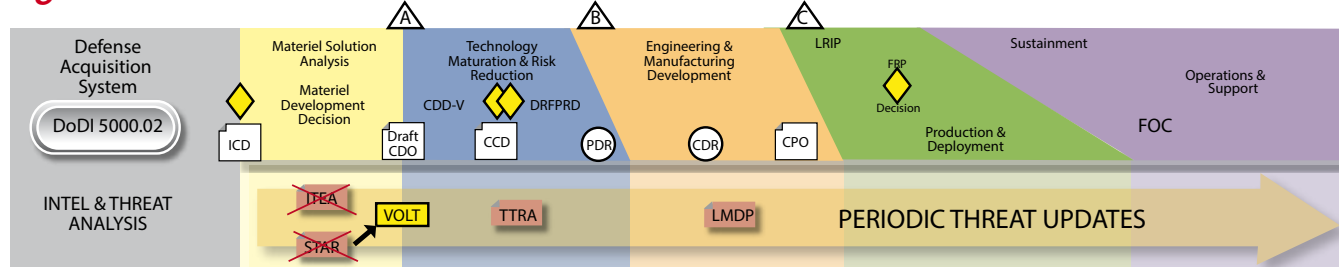 A
B
C
Defense
Acquisition
System
DoDI 5000.02
Materiel Solution
Analysis
Materiel
Development
Decision
ICD
Draft
CDO
Technology
Maturation & Risk
Reduction
CDD-V
DRFPRD
CCD
PDR
Engineering &
Manufacturing
Development
CDR
CPO
LRIP
FRP
Decision
Production &
Deployment
Sustainment
Operations &
Support
FOC
INTEL & THREAT
ANALYSIS
ITEA
STAR
VOLT
TTRA
LMDP
PERIODIC THREAT UPDATES